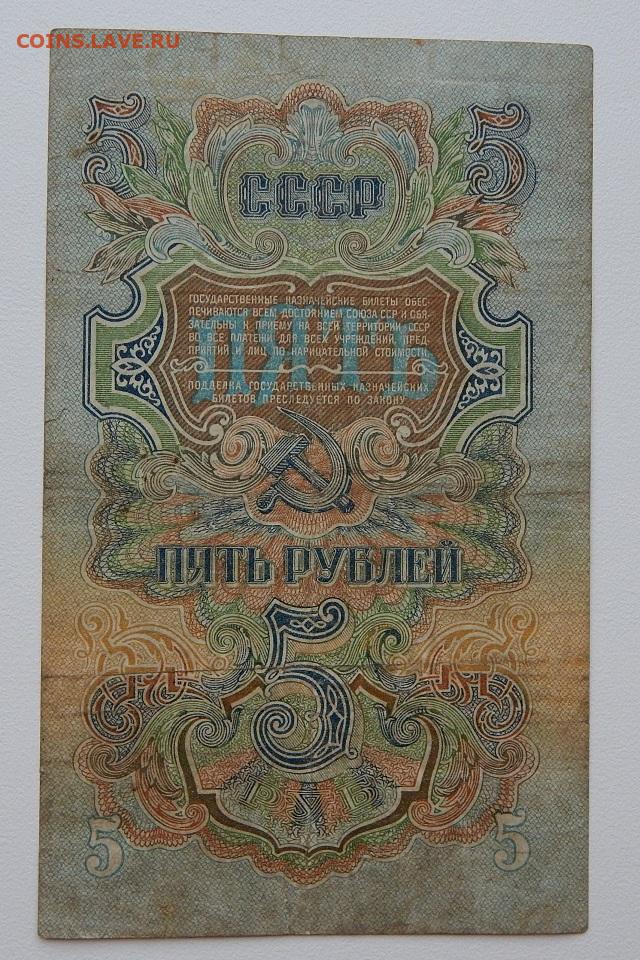 COINS.LAVE.RU
5 5
СССР
ПЯТЬ
ГОСУДАРСТВЕННЫЕ КАЗНАЧЕЙСКИЕ БИЛЕТЫ ОБЕС-
ПЕЧИВАЮТСЯ ВСЕМ ДОСТОЯНИЕМ СОЮЗА ССР И ОБЯ-
ЗАТЕЛЬНЫ К ПРИЕМУ НА ВСЕЙ ТЕРРИТОРИИ СССР
ВО ВСЕ ПЛАТЕЖИ ДЛЯ ВСЕХ УЧРЕЖДЕНИЙ, ПРЕД-
ПРИЯТИЙ И ЛИЦ ПО НАРИЦАТЕЛЬНОЙ СТОИМОСТИ.
ПОДДЕЛКА ГОСУДАРСТВЕННЫХ КАЗНАЧЕЙСКИХ
БИЛЕТОВ ПРЕСЛЕДУЕТСЯ ПО ЗАКОНУ
ПЯТЬ РУБЛЕЙ
5
РУБ
5 5